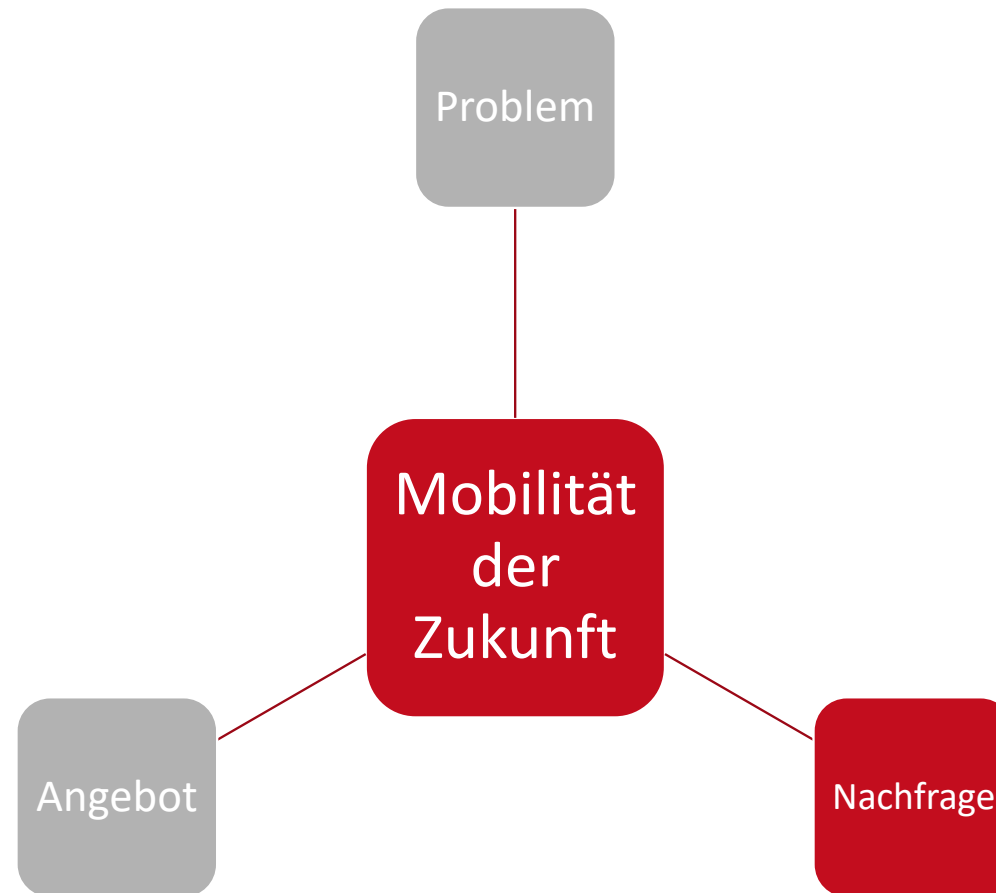 Problem
Mobilität
der
Zukunft
Angebot
Nachfrage